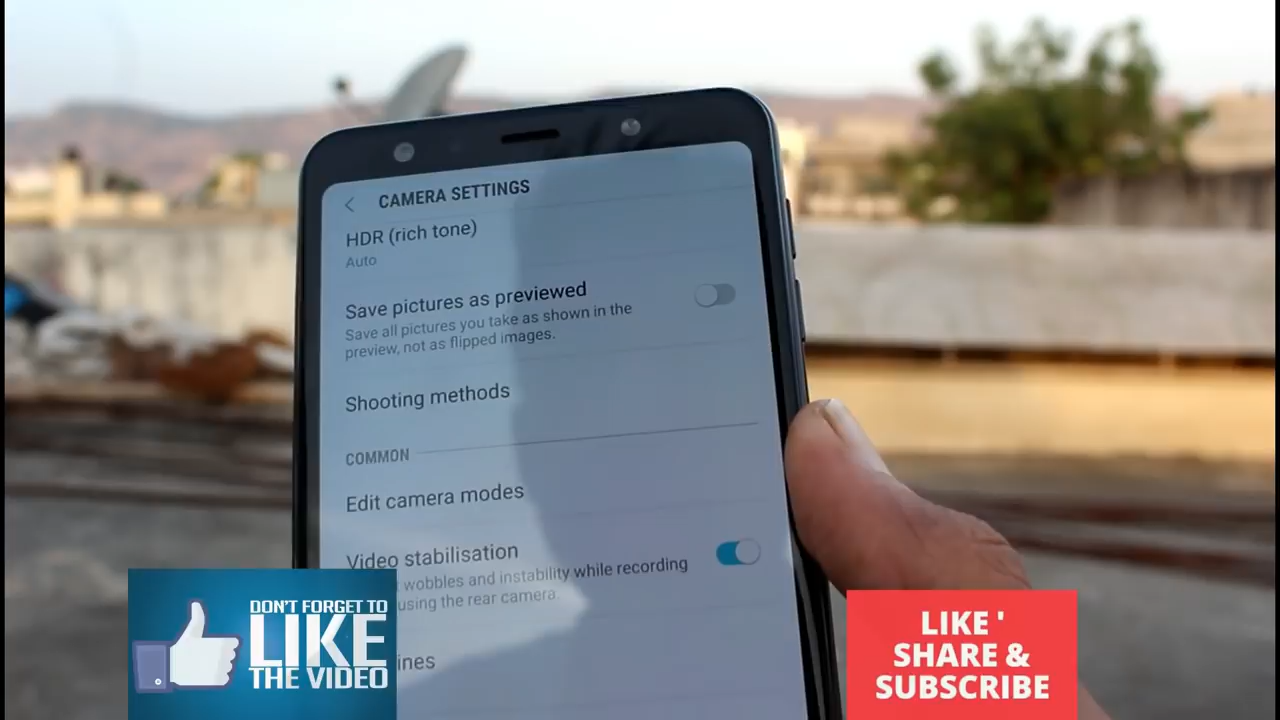 CAMERA SETTINGS
HDR (rich tone)
Auto
Save pictures as previewed
Save all pictures you take as shown in the
preview, not as flipped images.
Shooting methods
COMMON
Edit camera modes
Video stabilisation
wobbles and instability while recording
using the rear camera.
DON'T FORGET TO
LIKE
THE VIDEO
LIKE '
SHARE &
SUBSCRIBE